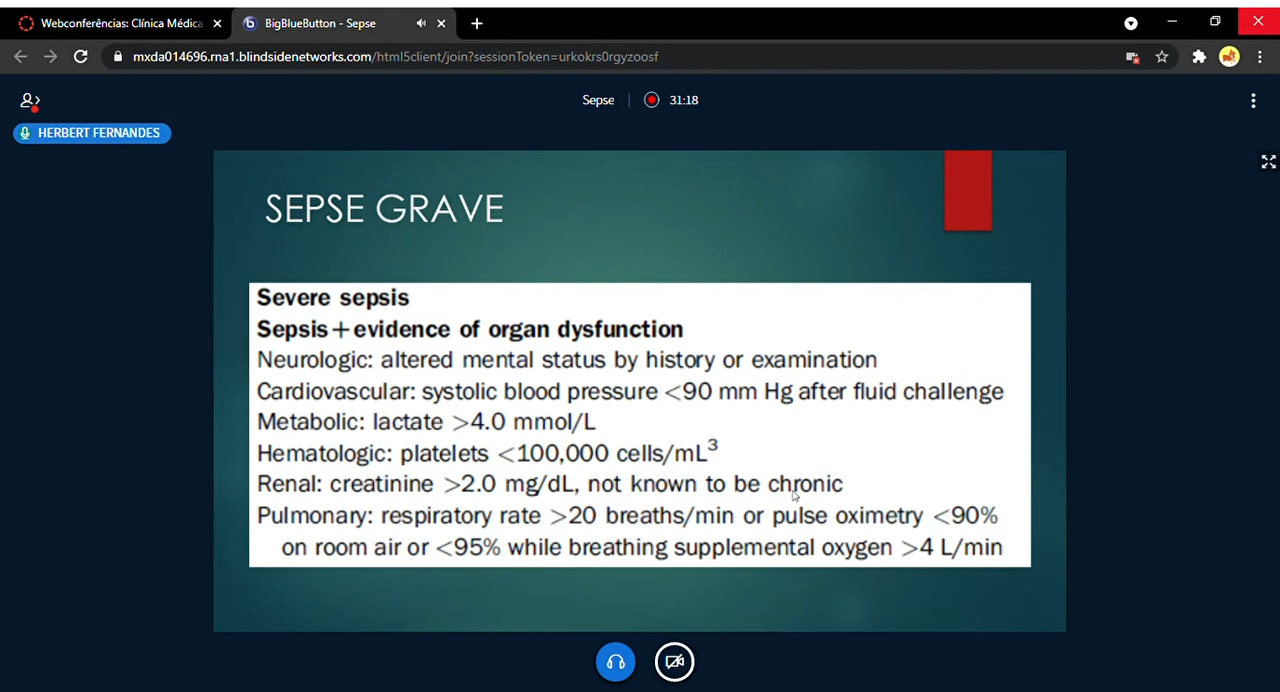 Webconferências: Clínica Médica
BigBlueButton - Sepse
mxda014696.rna1.blindsidenetworks.com/html5client/join?sessionToken=urkokrs0rgyzoosf
Sepse
31:18
HERBERT FERNANDES
SEPSE GRAVE
Severe sepsis
Sepsis+evidence of organ dysfunction
Neurologic: altered mental status by history or examination
Cardiovascular: systolic blood pressure <90 mm Hg after fluid challenge
Metabolic: lactate >4.0 mmol/L
Hematologic: platelets <100,000 cells/mL³
Renal: creatinine >2.0 mg/dL, not known to be chronic
Pulmonary: respiratory rate >20 breaths/min or pulse oximetry <90%
on room air or <95% while breathing supplemental oxygen >4 L/min